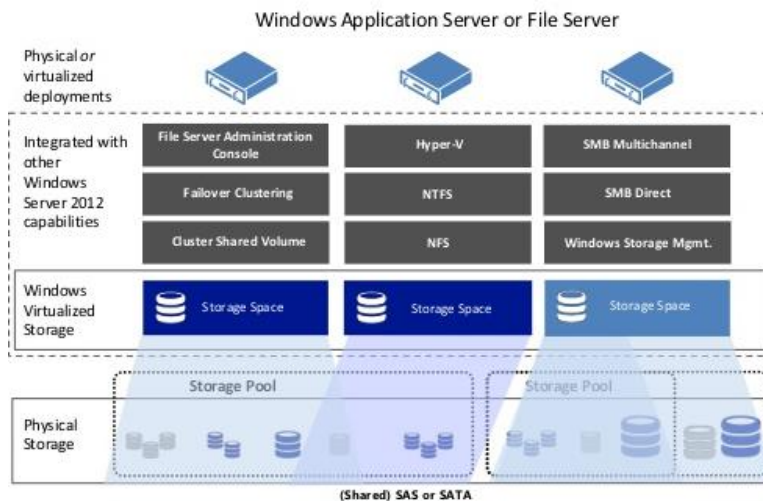 Windows Application Server or File Server
Physical or
virtualized
deployments
Integrated with
other
Windows
Server 2012
capabilities
File Server Administration
Console
Hyper-V
SMB Multichannel
Failover Clustering
NTFS
SMB Direct
Cluster Shared Volume
NFS
Windows Storage Mgmt.
Windows
Virtualized
Storage
Storage Space
Storage Space
Storage Space
Storage Pool
Storage Pool
Physical
Storage
(Shared) SAS or SATA